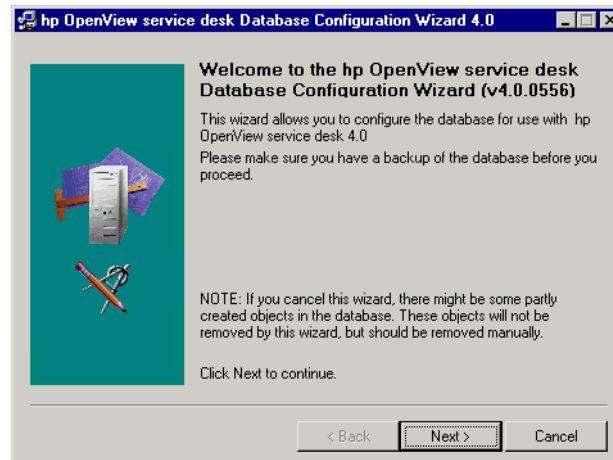 hp OpenView service desk Database Configuration Wizard 4.0
Welcome to the hp OpenView service desk
Database Configuration Wizard (v4.0.0556)
This wizard allows you to configure the database for use with hp
OpenView service desk 4.0
Please make sure you have a backup of the database before you
proceed.
NOTE: If you cancel this wizard, there might be some partly
created objects in the database. These objects will not be
removed by this wizard, but should be removed manually.
Click Next to continue.
< Back
Next >
Cancel